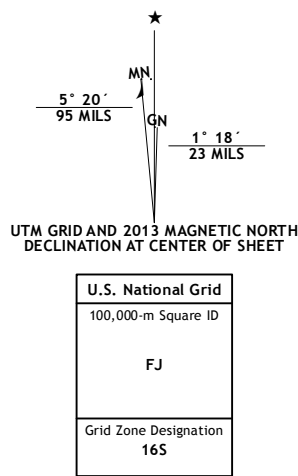 ★
MN
5° 20´
95 MILS
GN
1° 18´
23 MILS
UTM GRID AND 2013 MAGNETIC NORTH
DECLINATION AT CENTER OF SHEET
U.S. National Grid
100,000-m Square ID
FJ
Grid Zone Designation
16S